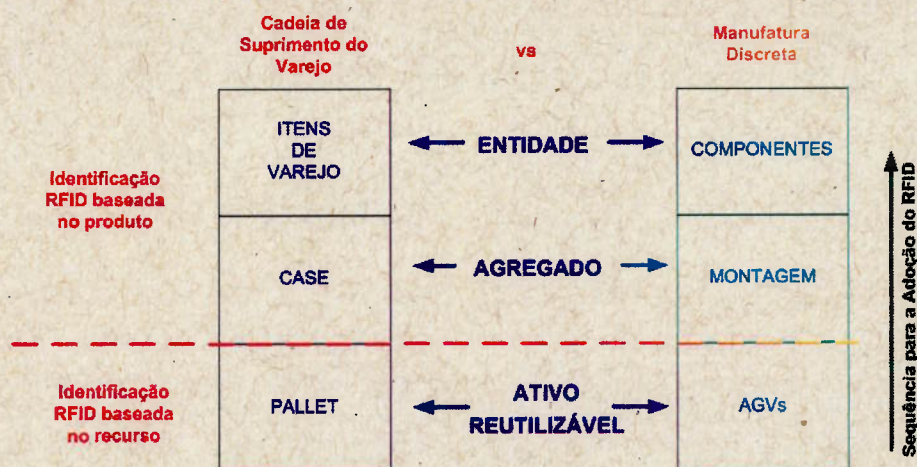 Cadeia de
Suprimento do
Varejo
vs
Manufatura
Discreta
Identificação
RFID baseada
no produto
ITENS
DE
VAREJO
ENTIDADE
COMPONENTES
CASE
AGREGADO
MONTAGEM
Identificação
RFID baseada
no recurso
PALLET
ATIVO
REUTILIZÁVEL
AGVs
Sequência para a Adoção do RFID